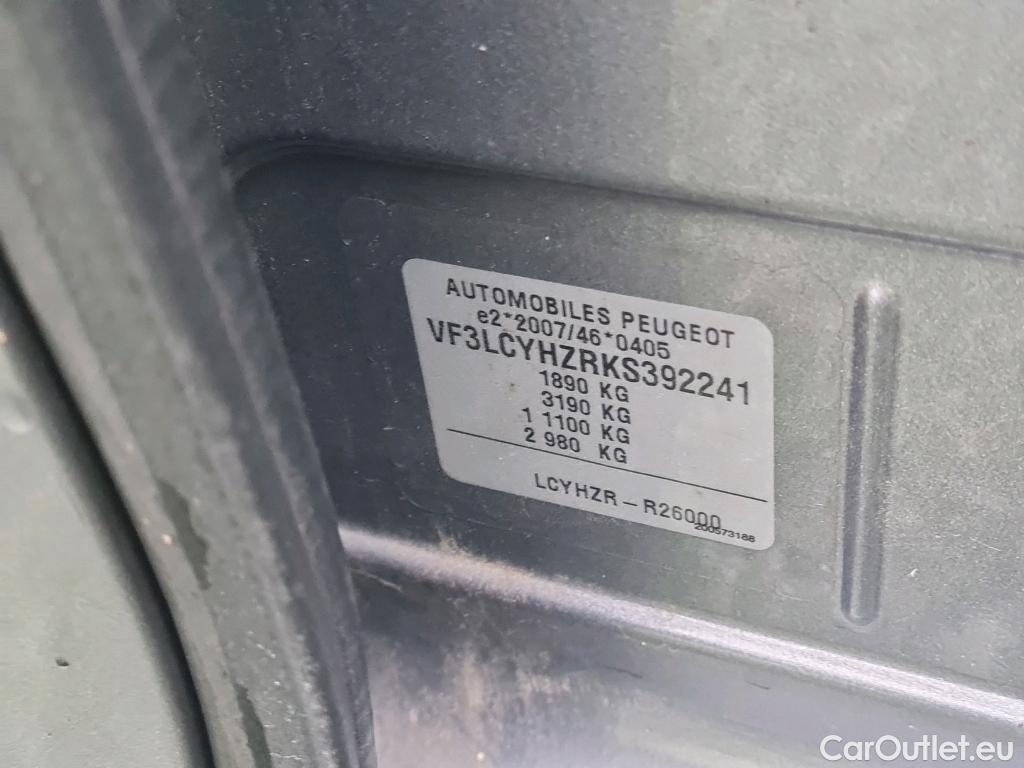 AUTOMOBILES PEUGEOT
e2*2007/46*0405
VF3LCYHZRKS392241
1890 KG
3190 KG
1 1100 KG
2 980 KG
LCYHZR – R26000
200573188
CarOutlet.eu